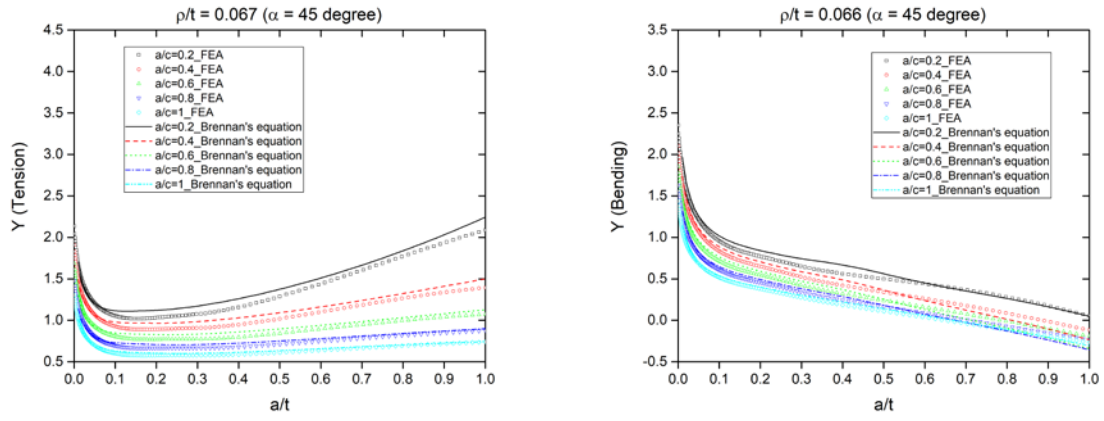 ρ/t = 0.067 (α = 45 degree)
4.5
4.0
3.5
3.0
2.5
2.0
1.5
1.0
0.5
Y (Tension)
a/c=0.2_FEA
a/c=0.4_FEA
a/c=0.6_FEA
a/c=0.8_FEA
a/c=1_FEA
a/c=0.2_Brennan's equation
a/c=0.4_Brennan's equation
a/c=0.6_Brennan's equation
a/c=0.8_Brennan's equation
a/c=1_Brennan's equation
0.0 0.1 0.2 0.3 0.4 0.5 0.6 0.7 0.8 0.9 1.0
a/t
ρ/t = 0.066 (α = 45 degree)
3.5
3.0
2.5
2.0
1.5
1.0
0.5
0.0
-0.5
Y (Bending)
a/c=0.2_FEA
a/c=0.4_FEA
a/c=0.6_FEA
a/c=0.8_FEA
a/c=1_FEA
a/c=0.2_Brennan's equation
a/c=0.4_Brennan's equation
a/c=0.6_Brennan's equation
a/c=0.8_Brennan's equation
a/c=1_Brennan's equation
0.0 0.1 0.2 0.3 0.4 0.5 0.6 0.7 0.8 0.9 1.0
a/t